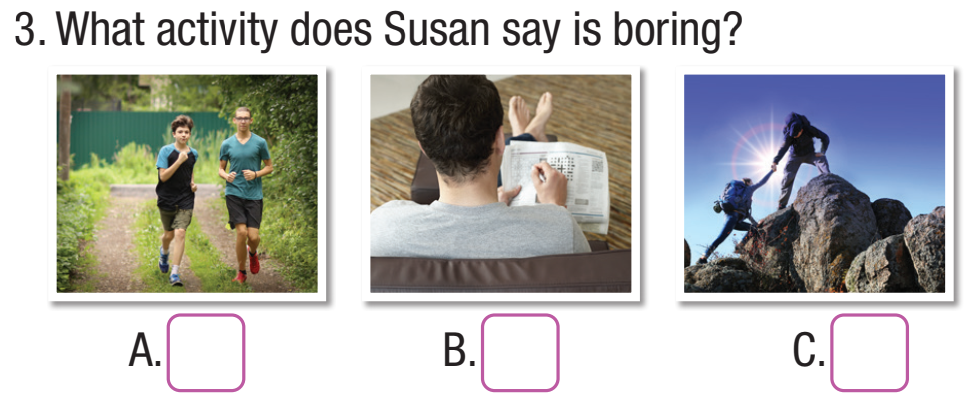 3. What activity does Susan say is boring?
A. B. C.